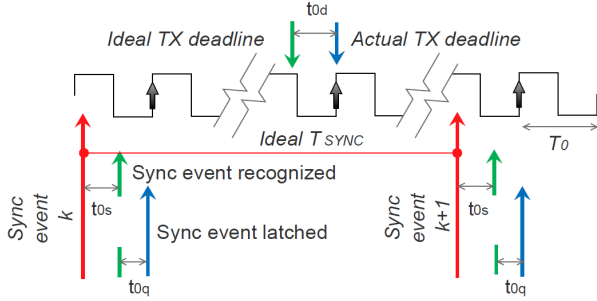 t0d
Ideal TX deadline
Actual TX deadline
Ideal TSYNC
T0
Sync event recognized
Sync event k
t0s
Sync event latched
t0q
Sync event k+1
t0s
t0q